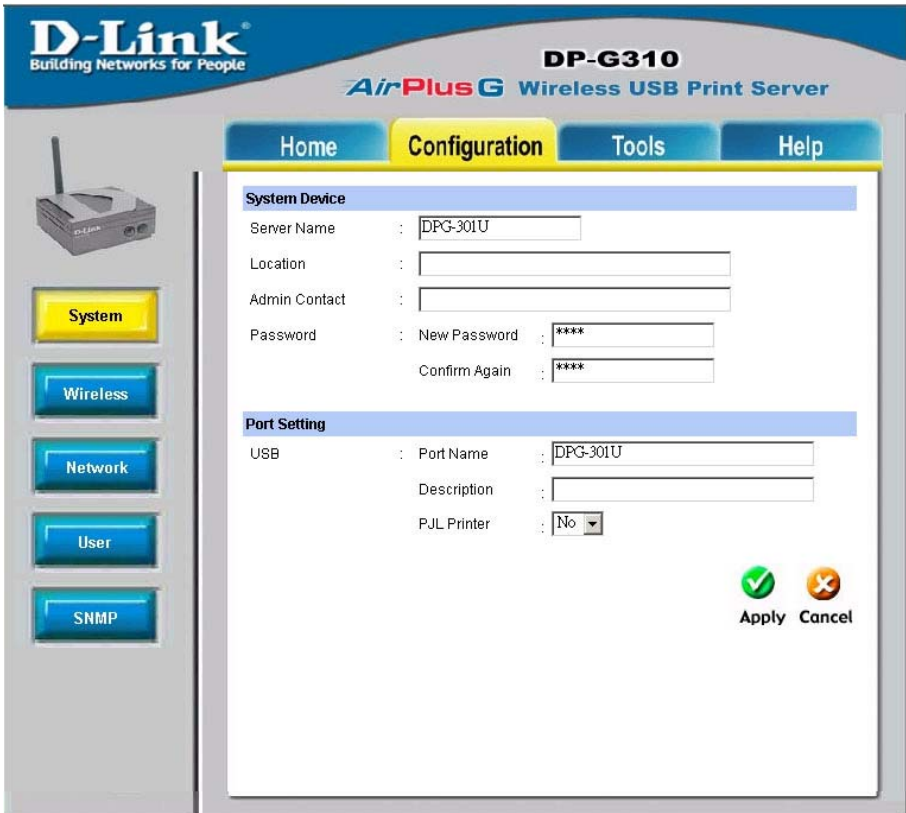 D-Link
Building Networks for People
DP-G310
AirPlus G Wireless USB Print Server
Home Configuration Tools Help
D-Link
System
Wireless
Network
User
SNMP
System Device
Server Name : DPG-301U
Location :
Admin Contact :
Password : New Password : ****
Confirm Again : ****
Port Setting
USB : Port Name : DPG-301U
Description :
PJL Printer : No
Apply Cancel